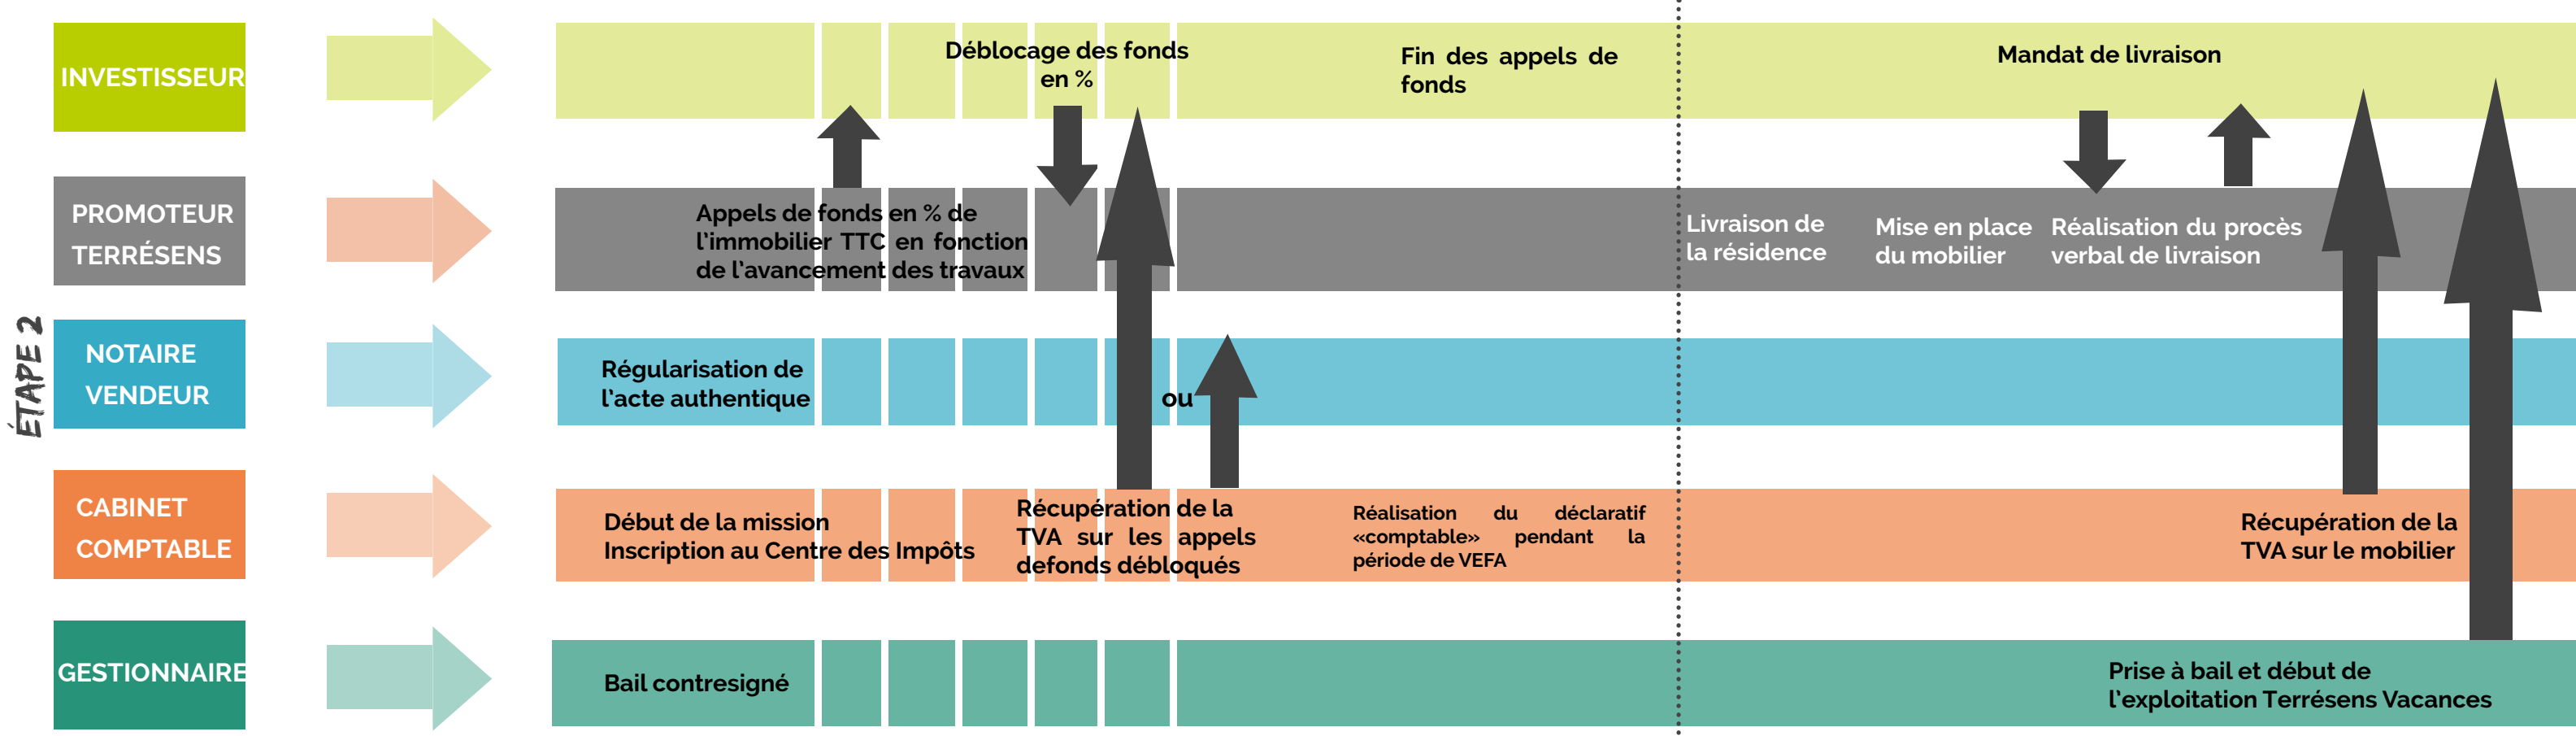 ÉTAPE 2
INVESTISSEUR
Déblocage des fonds
en %
Fin des appels de
fonds
Mandat de livraison
PROMOTEUR
TERRÉSENS
Appels de fonds en % de
l’immobilier TTC en fonction
de l’avancement des travaux
Livraison de
la résidence
Mise en place
du mobilier
Réalisation du procès
verbal de livraison
NOTAIRE
VENDEUR
Régularisation de
l’acte authentique
ou
CABINET
COMPTABLE
Début de la mission
Inscription au Centre des Impôts
Récupération de la
TVA sur les appels
defonds débloqués
Réalisation du déclaratif
«comptable» pendant la
période de VEFA
Récupération de la
TVA sur le mobilier
GESTIONNAIRE
Bail contresigné
Prise à bail et début de
l’exploitation Terrésens Vacances